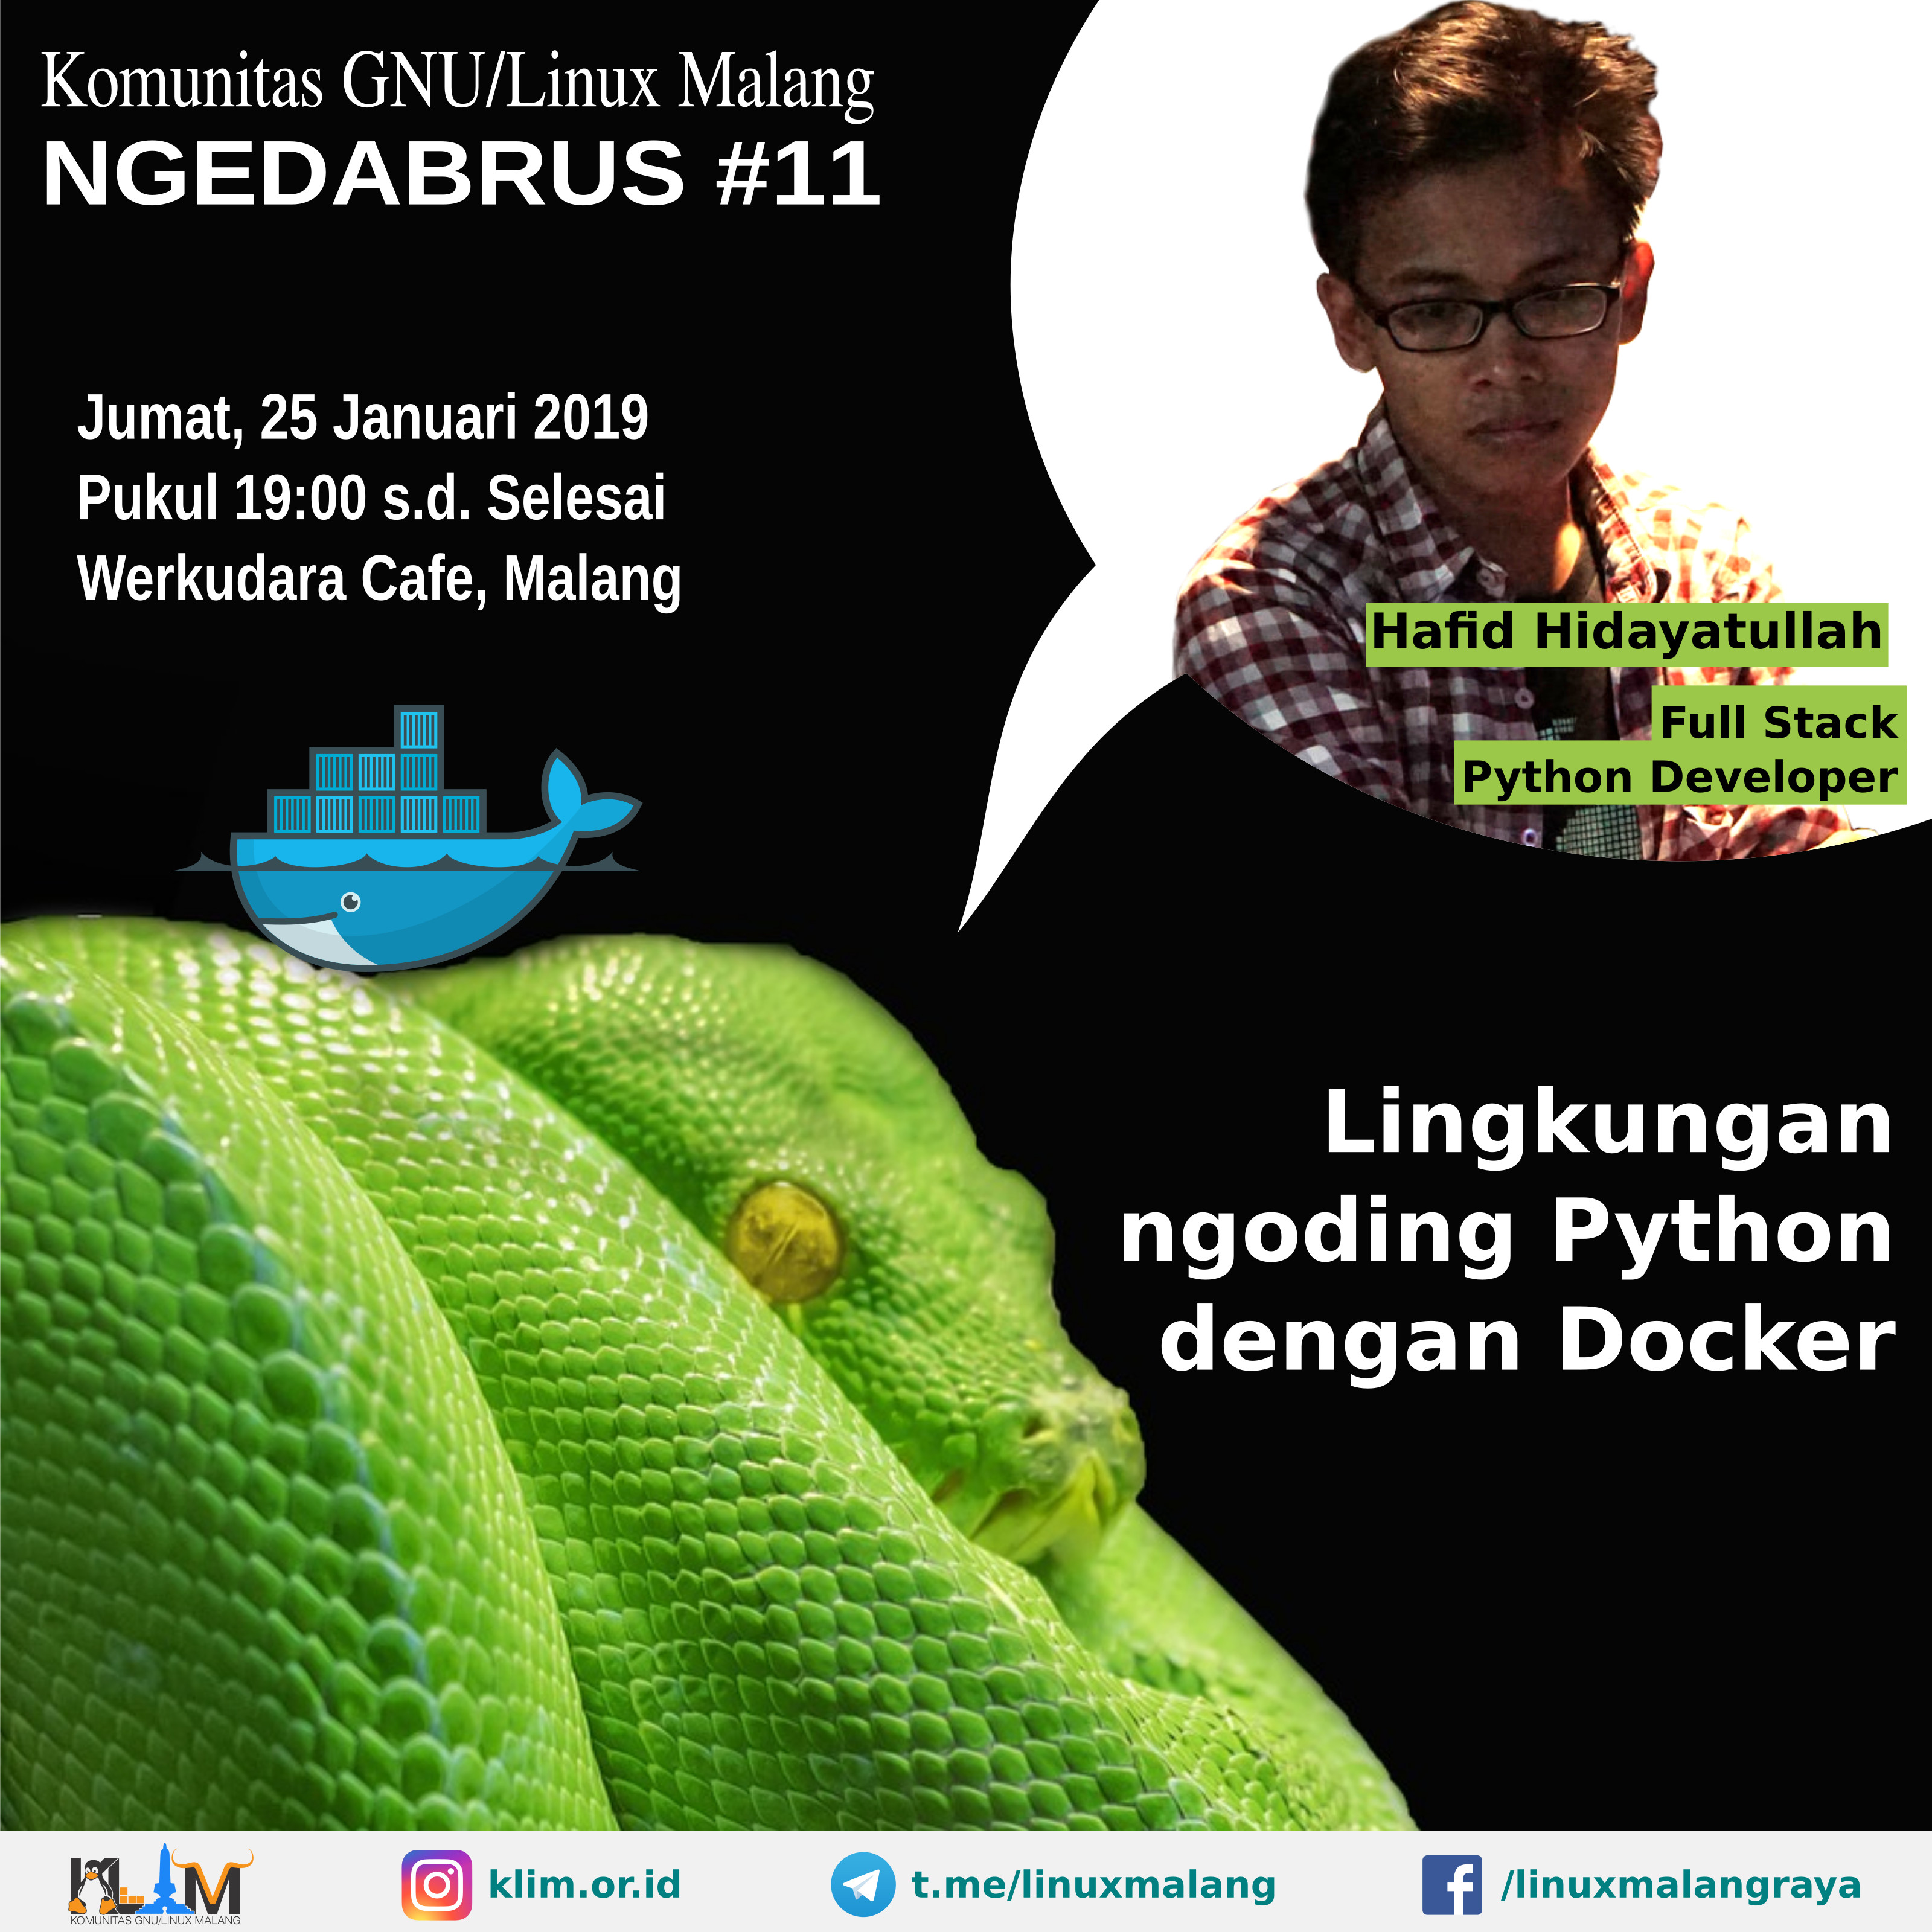 Komunitas GNU/Linux Malang
NGEDABRUS #11
Jumat, 25 Januari 2019
Pukul 19:00 s.d. Selesai
Werkudara Cafe, Malang
Hafid Hidayatullah
Full Stack
Python Developer
Lingkungan
ngoding Python
dengan Docker
KLIM
KOMUNITAS GNU/LINUX MALANG
klim.or.id
t.me/linuxmalang
/linuxmalangraya